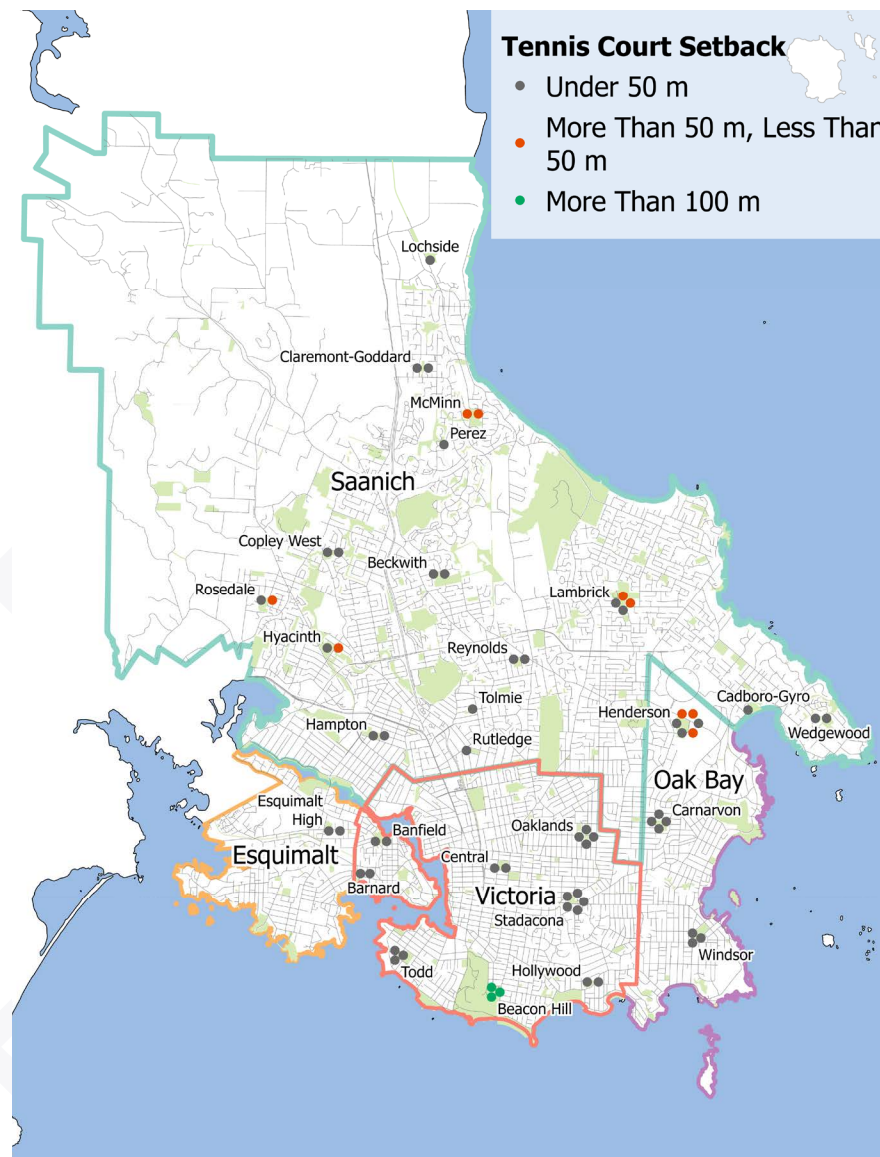 Tennis Court Setback
Under 50 m
More Than 50 m, Less Than
50 m
More Than 100 m
Lochside
Claremont-Goddard
McMinn
Perez
Saanich
Copley West
Beckwith
Rosedale
Lambrick
Hyacinth
Reynolds
Tolmie
Cadboro-Gyro
Henderson
Hampton
Wedgewood
Rutledge
Oak Bay
Esquimalt
High
Carnarvon
Banfield
Oaklands
Esquimalt
Central
Barnard
Victoria
Stadacona
Windsor
Todd
Hollywood
Beacon Hill